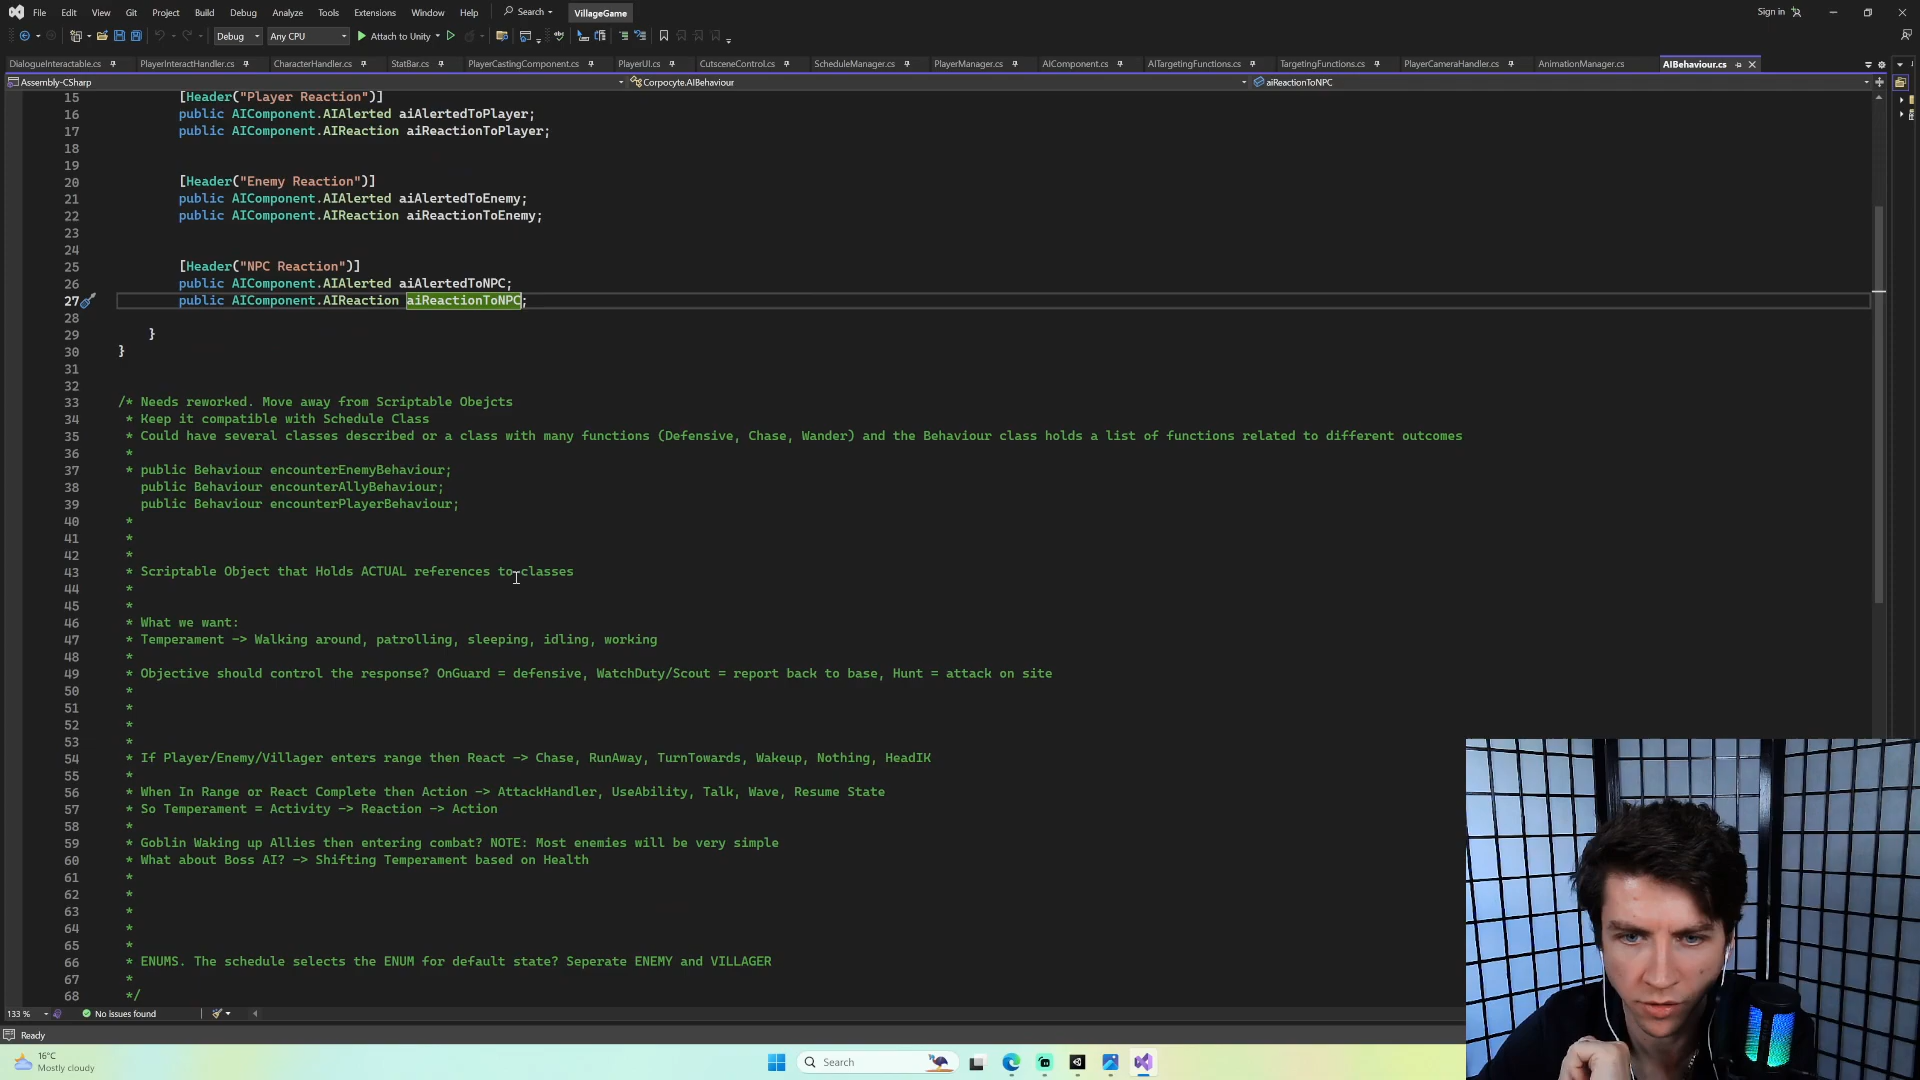 File Edit View Git Project Build Debug Analyze Tools Extensions Window Help Search VillageGame Sign in
Debug Any CPU Attach to Unity
DialogueInteractable.cs PlayerInteractHandler.cs CharacterHandler.cs StatBar.cs PlayerCastingComponent.cs PlayerUI.cs CutsceneControl.cs ScheduleManager.cs PlayerManager.cs AIComponent.cs AITargetingFunctions.cs TargetingFunctions.cs PlayerCameraHandler.cs AnimationManager.cs AIBehaviour.cs
Assembly-CSharp Corpocyte.AIBehaviour aiReactionToNPC
15 [Header("Player Reaction")]
16 public AIComponent.AIAlerted aiAlertedToPlayer;
17 public AIComponent.AIReaction aiReactionToPlayer;
18
19
20 [Header("Enemy Reaction")]
21 public AIComponent.AIAlerted aiAlertedToEnemy;
22 public AIComponent.AIReaction aiReactionToEnemy;
23
24
25 [Header("NPC Reaction")]
26 public AIComponent.AIAlerted aiAlertedToNPC;
27 public AIComponent.AIReaction aiReactionToNPC;
28
29 }
30 }
31
32
33 /* Needs reworked. Move away from Scriptable Obejcts
34 * Keep it compatible with Schedule Class
35 * Could have several classes described or a class with many functions (Defensive, Chase, Wander) and the Behaviour class holds a list of functions related to different outcomes
36 *
37 * public Behaviour encounterEnemyBehaviour;
38 public Behaviour encounterAllyBehaviour;
39 public Behaviour encounterPlayerBehaviour;
40 *
41 *
42 *
43 * Scriptable Object that Holds ACTUAL references to classes
44 *
45 *
46 * What we want:
47 * Temperament -> Walking around, patrolling, sleeping, idling, working
48 *
49 * Objective should control the response? OnGuard = defensive, WatchDuty/Scout = report back to base, Hunt = attack on site
50 *
51 *
52 *
53 *
54 * If Player/Enemy/Villager enters range then React -> Chase, RunAway, TurnTowards, Wakeup, Nothing, HeadIK
55 *
56 * When In Range or React Complete then Action -> AttackHandler, UseAbility, Talk, Wave, Resume State
57 * So Temperament = Activity -> Reaction -> Action
58 *
59 * Goblin Waking up Allies then entering combat? NOTE: Most enemies will be very simple
60 * What about Boss AI? -> Shifting Temperament based on Health
61 *
62 *
63 *
64 *
65 *
66 * ENUMS. The schedule selects the ENUM for default state? Seperate ENEMY and VILLAGER
67 *
68 */
133 % No issues found
Ready
16°C
Mostly cloudy
Search